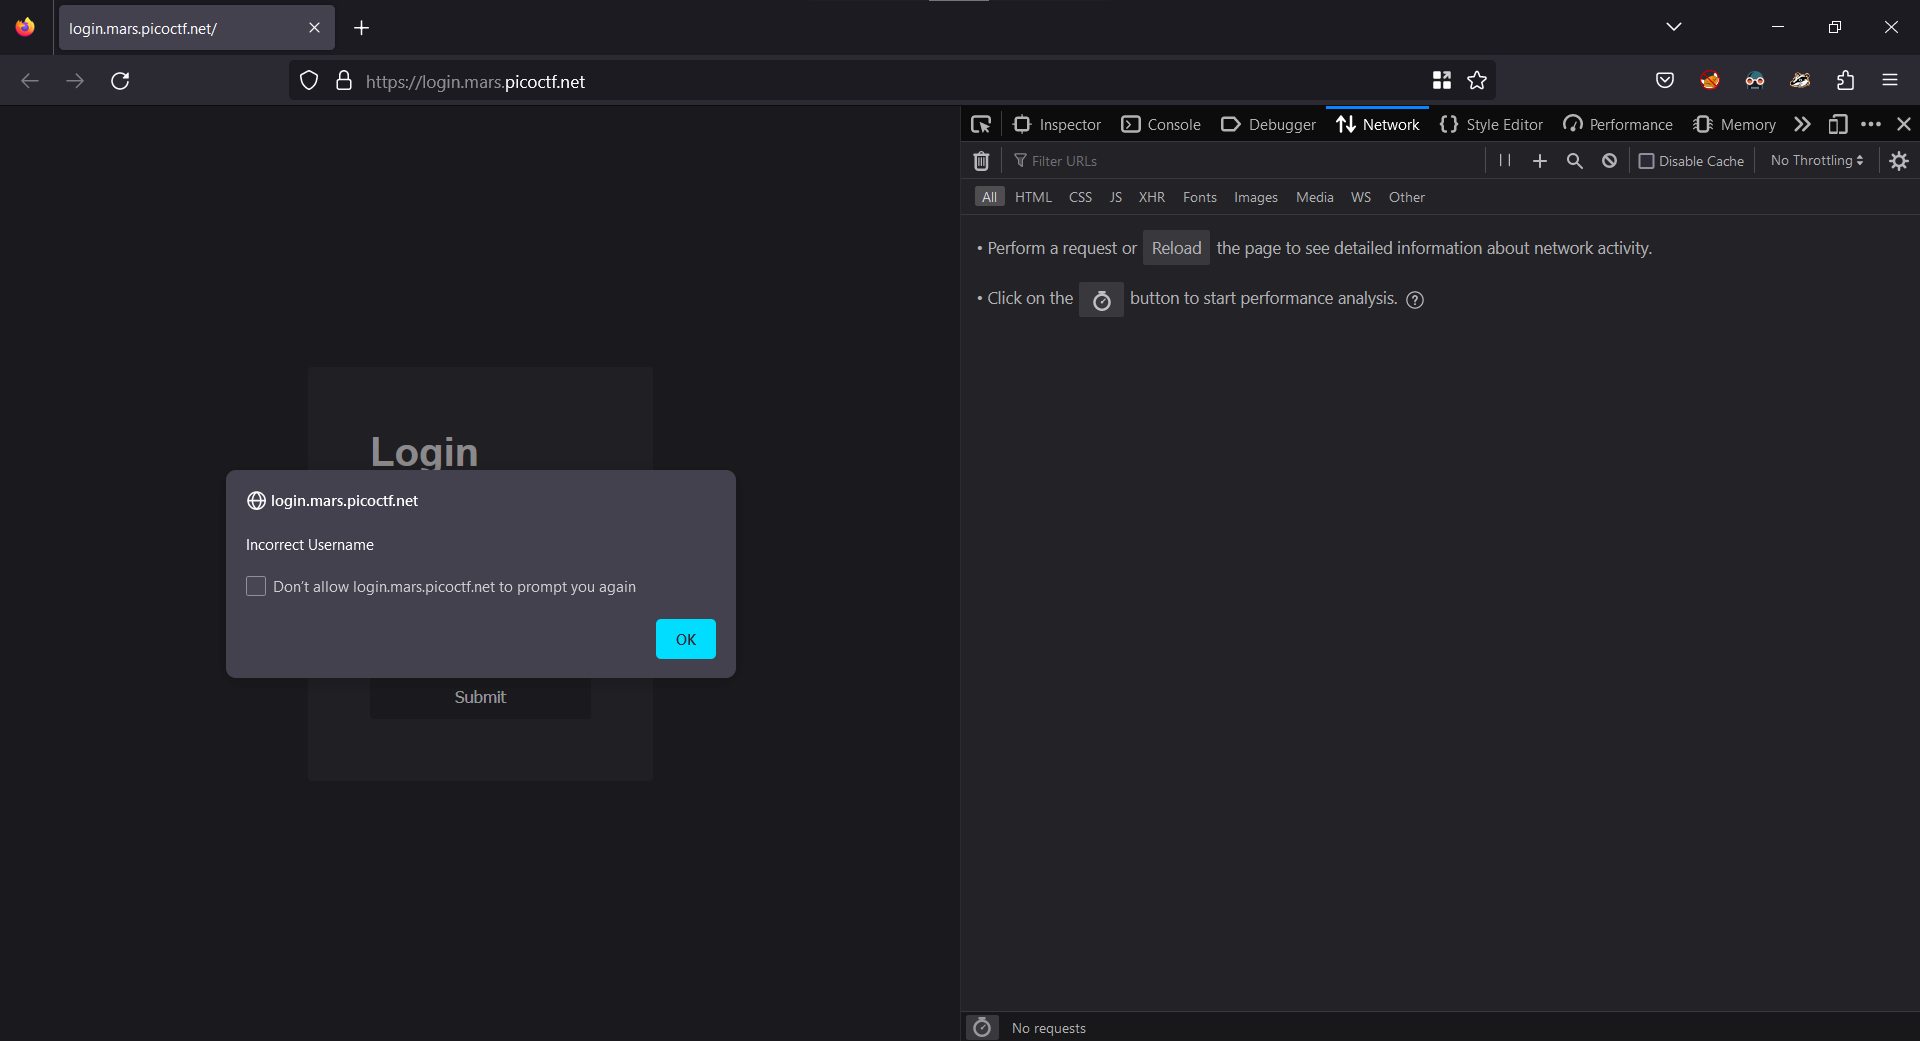 login.mars.picoctf.net/
https://login.mars.picoctf.net
Inspector Console Debugger Network Style Editor Performance Memory
Filter URLs Disable Cache No Throttling
All HTML CSS JS XHR Fonts Images Media WS Other
• Perform a request or Reload the page to see detailed information about network activity.
• Click on the button to start performance analysis.
Login
login.mars.picoctf.net
Incorrect Username
Don't allow login.mars.picoctf.net to prompt you again
OK
Submit
No requests